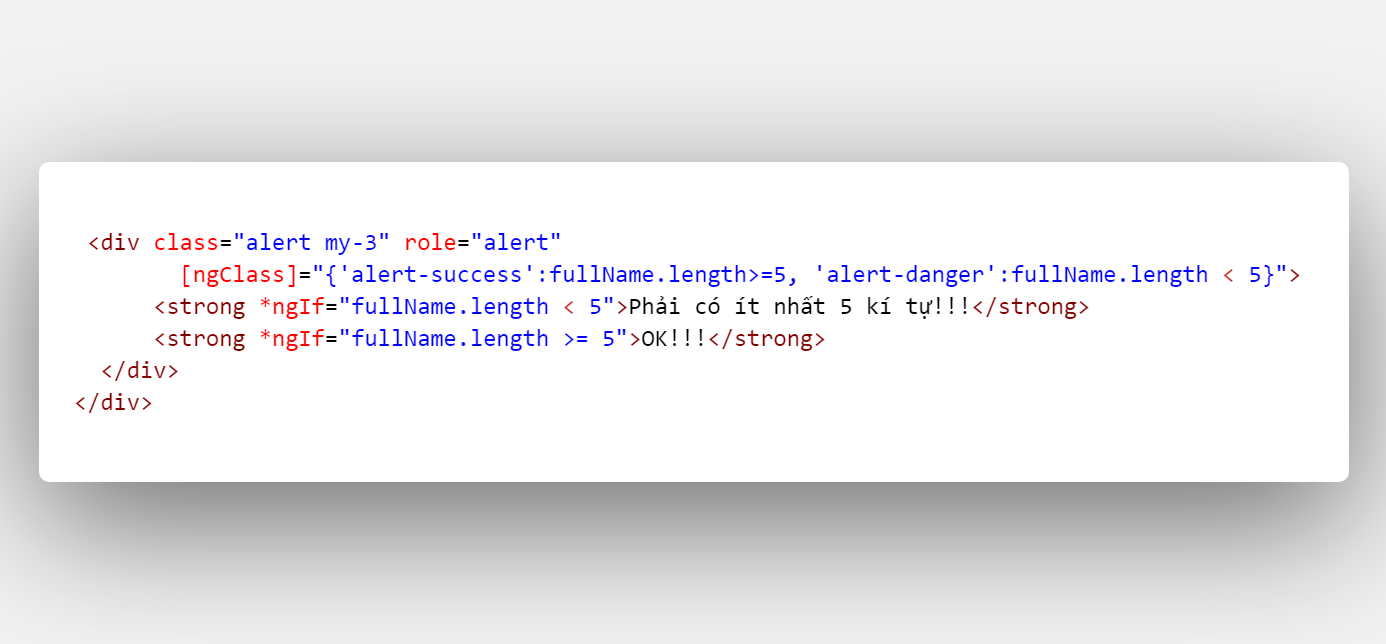 <div class="alert my-3" role="alert"
[ngClass]="{'alert-success':fullName.length>=5, 'alert-danger':fullName.length < 5}">
<strong *ngIf="fullName.length < 5">Phải có ít nhất 5 kí tự!!!</strong>
<strong *ngIf="fullName.length >= 5">OK!!!</strong>
</div>
</div>